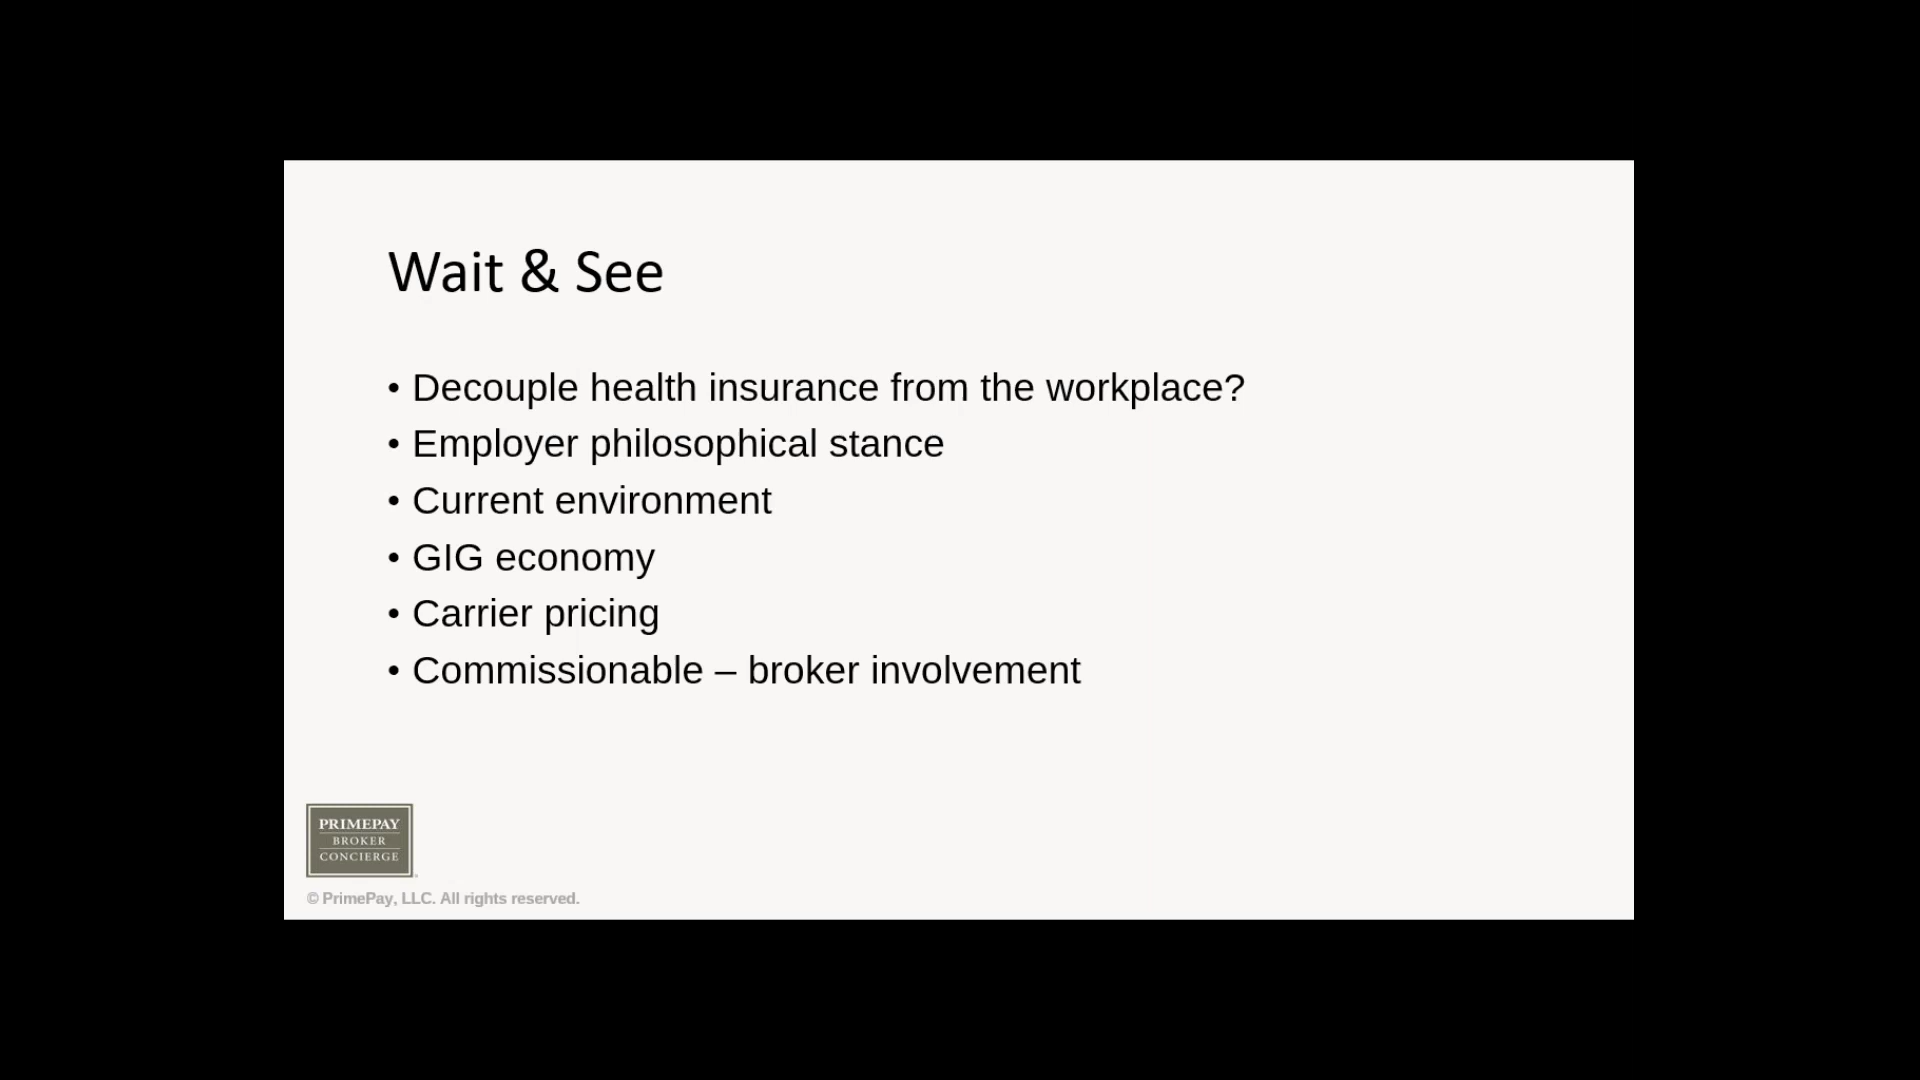 Wait & See
• Decouple health insurance from the workplace?
• Employer philosophical stance
• Current environment
• GIG economy
• Carrier pricing
• Commissionable – broker involvement
PRIMEPAY
BROKER
CONCIERGE
© PrimePay, LLC. All rights reserved.